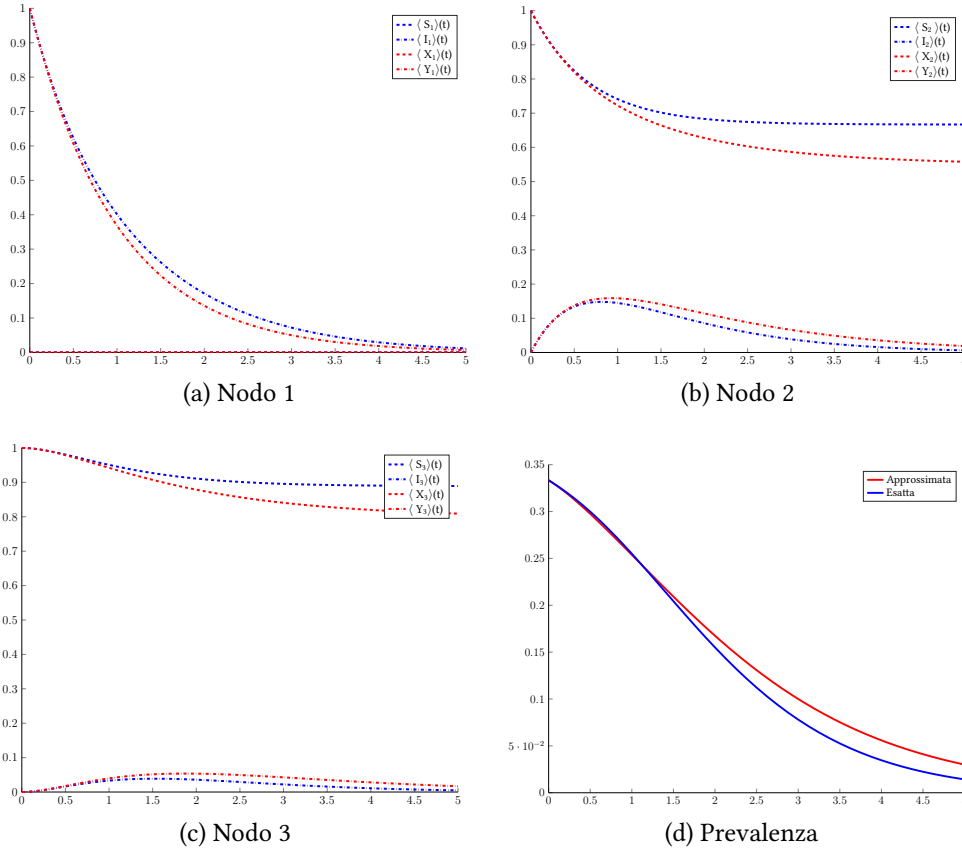 1
0.9
0.8
0.7
0.6
0.5
0.4
0.3
0.2
0.1
0
0 0.5 1 1.5 2 2.5 3 3.5 4 4.5 5
⟨ S₁⟩(t)
⟨ I₁⟩(t)
⟨ X₁⟩(t)
⟨ Y₁⟩(t)
(a) Nodo 1
1
0.9
0.8
0.7
0.6
0.5
0.4
0.3
0.2
0.1
0
0 0.5 1 1.5 2 2.5 3 3.5 4 4.5 5
⟨ S₂ ⟩(t)
⟨ I₂⟩(t)
⟨ X₂⟩(t)
⟨ Y₂⟩(t)
(b) Nodo 2
1
0.9
0.8
0.7
0.6
0.5
0.4
0.3
0.2
0.1
0
0 0.5 1 1.5 2 2.5 3 3.5 4 4.5 5
⟨ S₃⟩(t)
⟨ I₃⟩(t)
⟨ X₃⟩(t)
⟨ Y₃⟩(t)
(c) Nodo 3
0.35
0.3
0.25
0.2
0.15
0.1
5 · 10⁻²
0
0 0.5 1 1.5 2 2.5 3 3.5 4 4.5
Approssimata
Esatta
(d) Prevalenza